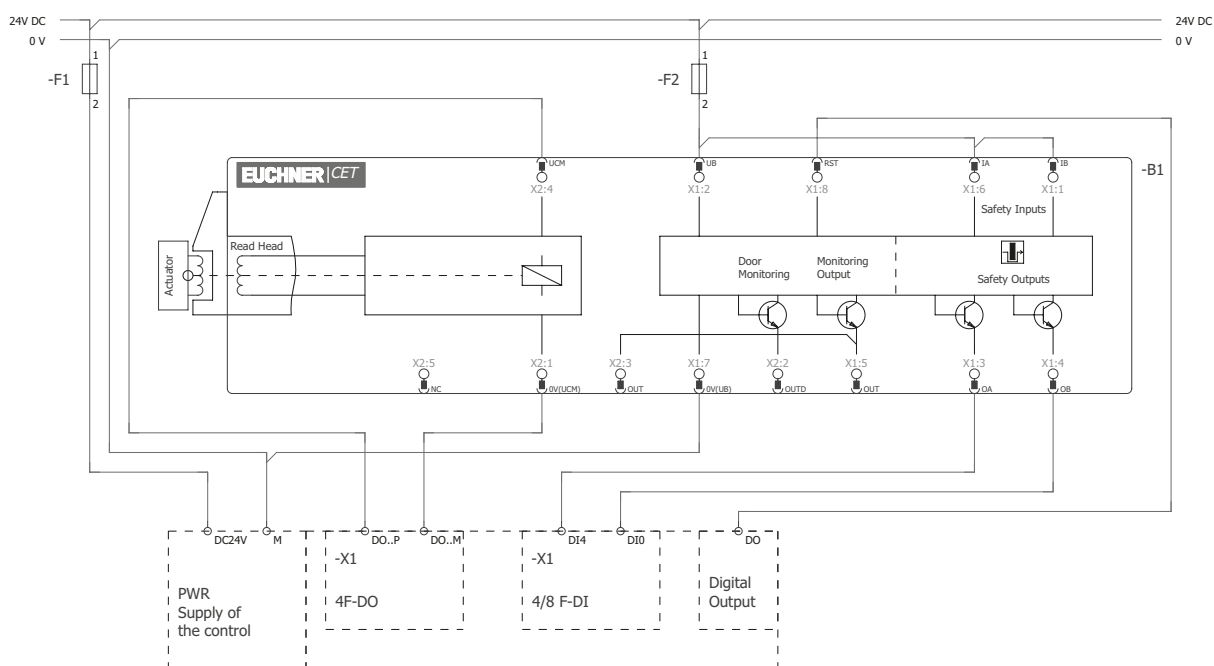 24V DC 24V DC
0 V 0 V
1 1
-F1 -F2
2 2
UCM UB RST IA IB
EUCHNER CET -B1
X2:4 X1:2 X1:8 X1:6 X1:1
Safety Inputs
Read Head
Actuator
Door Monitoring
Monitoring Output
Safety Outputs
X2:5 X2:1 X2:3 X1:7 X2:2 X1:5 X1:3 X1:4
NC 0V(UCM) OUT 0V(UB) OUTD OUT OA OB
DC24V M DO..P DO..M DI4 DI0 DO
-X1 -X1
PWR
Supply of
the control
4F-DO
4/8 F-DI
Digital
Output